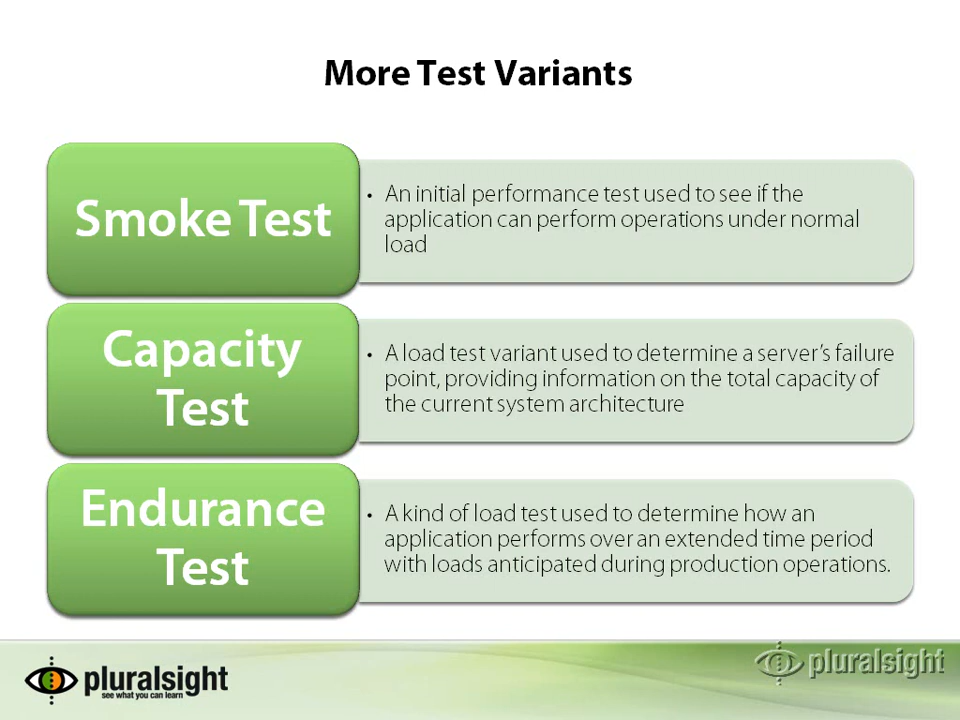 More Test Variants
Smoke Test
• An initial performance test used to see if the
application can perform operations under normal
load
Capacity
Test
• A load test variant used to determine a server's failure
point, providing information on the total capacity of
the current system architecture
Endurance
Test
• A kind of load test used to determine how an
application performs over an extended time period
with loads anticipated during production operations.
pluralsight
see what you can learn
pluralsight